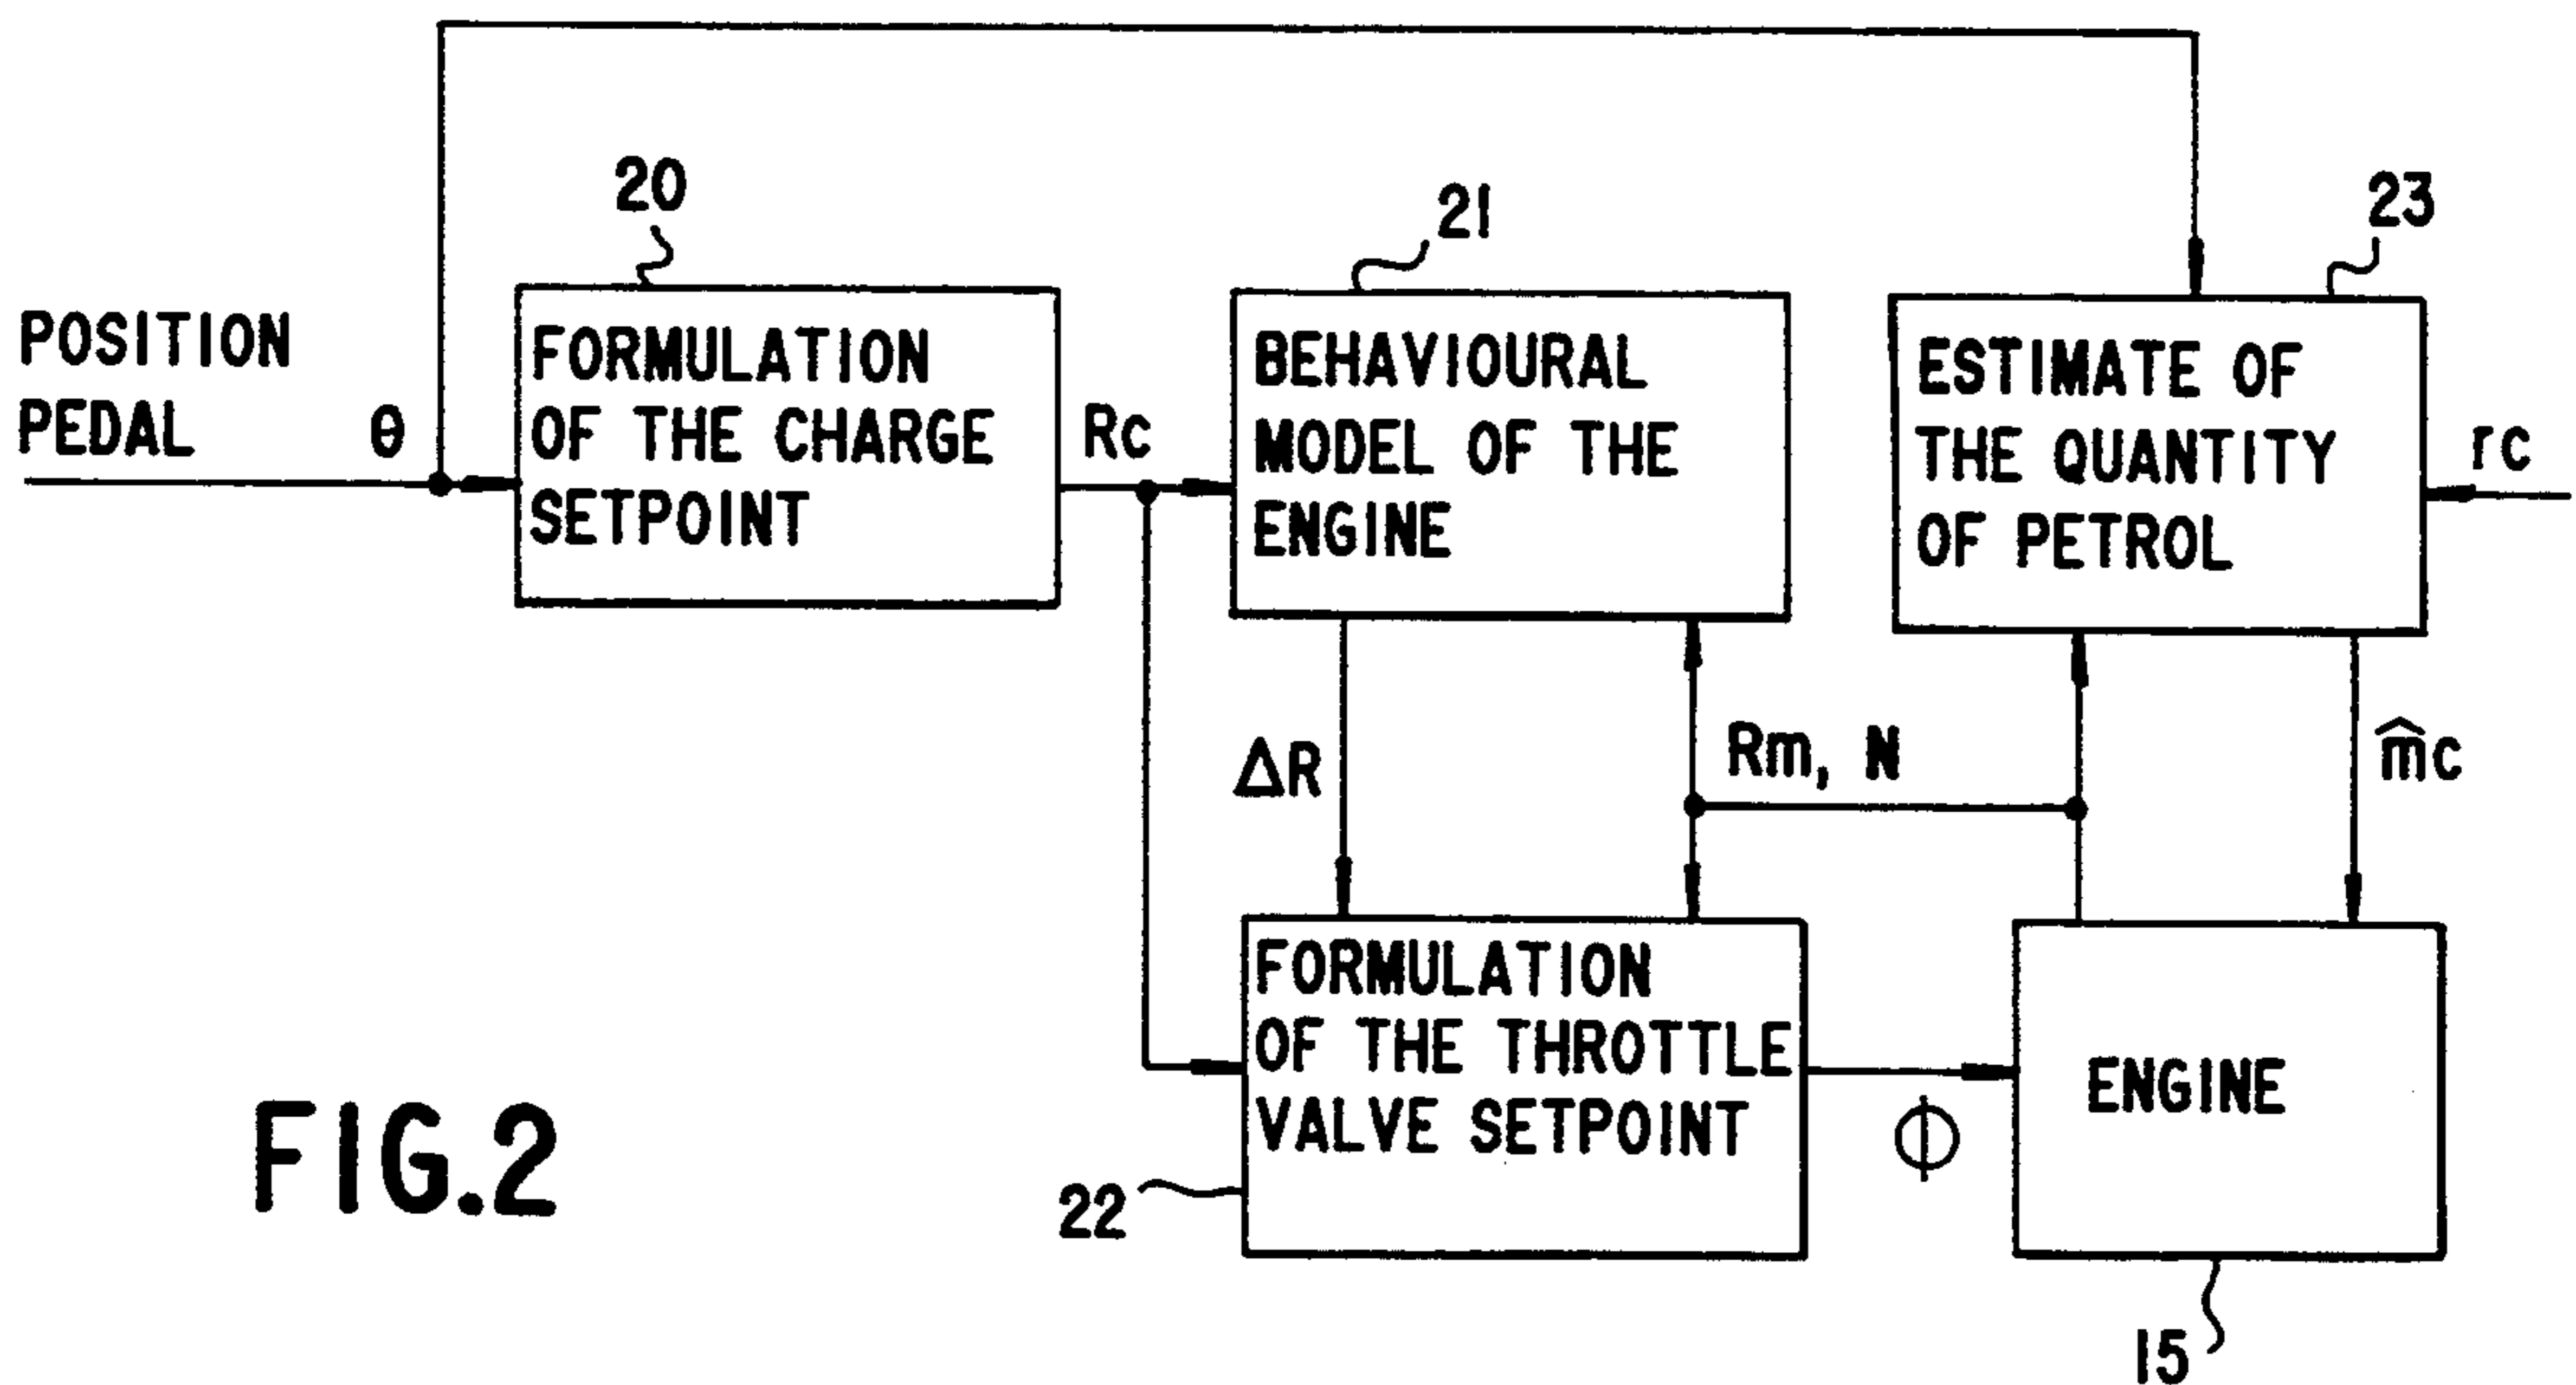 20
21
23
POSITION
PEDAL
θ
FORMULATION
OF THE CHARGE
SETPOINT
Rc
BEHAVIOURAL
MODEL OF THE
ENGINE
ESTIMATE OF
THE QUANTITY
OF PETROL
rc
ΔR
Rm, N
m̂c
FORMULATION
OF THE THROTTLE
VALVE SETPOINT
22
Φ
ENGINE
15
FIG.2